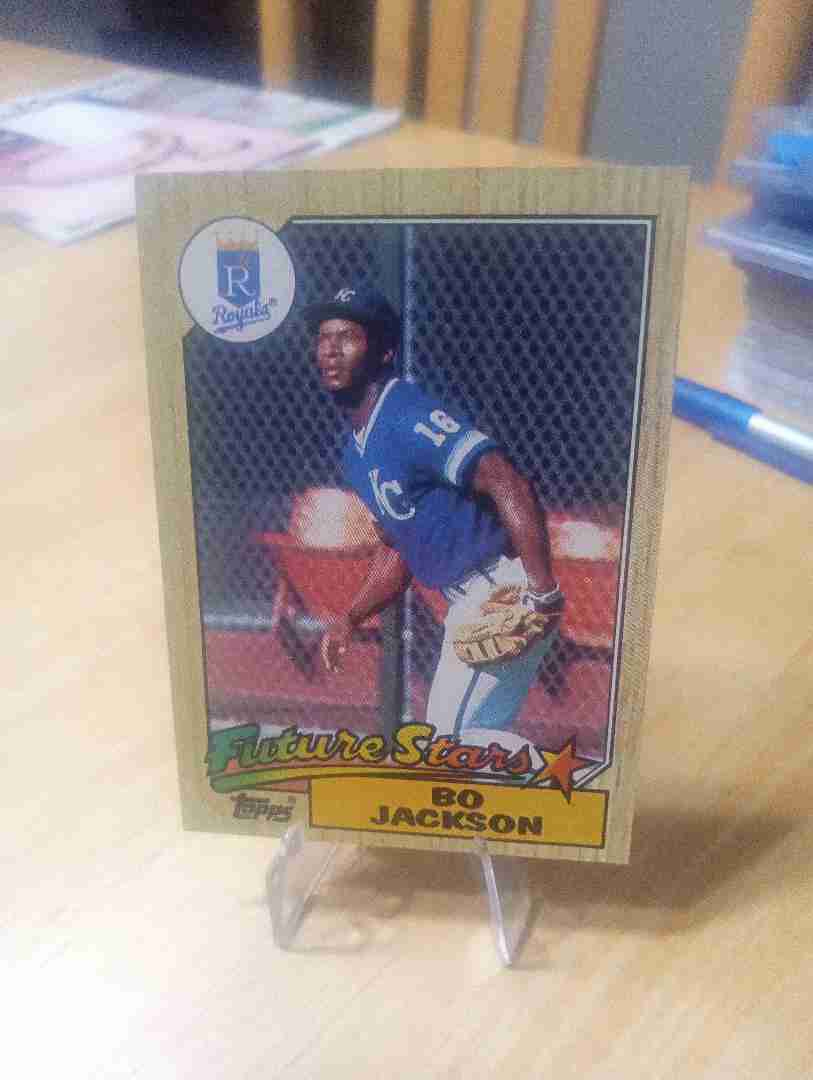 R
Royals®
KC
16
KC
Future Stars
topps®
BO
JACKSON